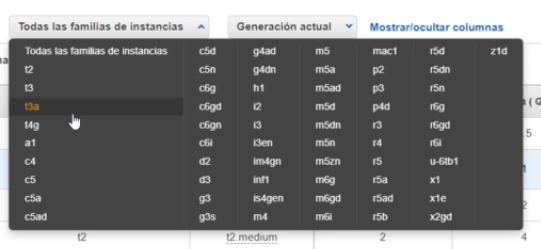 Todas las familias de instancias
Generación actual
Mostrar/ocultar columnas
Todas las familias de instancias c5d g4ad m5 mac1 r5d z1d
t2 c5n g4dn m5a p2 r5dn
t3 c6g h1 m5ad p3 r5n
t3a c6gd i2 m5d p4d r6g
t4g c6gn i3 m5dn r3 r6gd
a1 c6i i3en m5n r4 r6i
c4 d2 im4gn m5zn r5 u-6tb1
c5 d3 inf1 m6g r5a x1
c5a g3 is4gen m6gd r5ad x1e
c5ad g3s m4 m6i r5b x2gd
t2 t2.medium 2 4